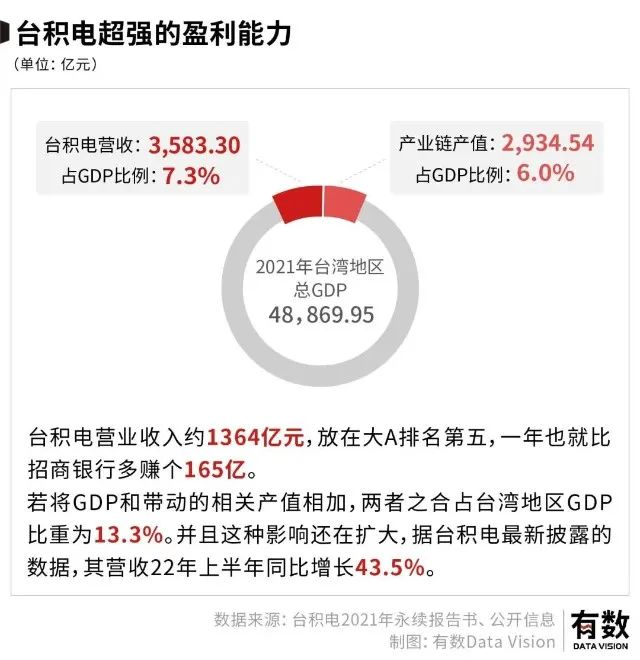 台积电超强的盈利能力
（单位：亿元）
台积电营收：3,583.30
占GDP比例：7.3%
产业链产值：2,934.54
占GDP比例：6.0%
2021年台湾地区
总GDP
48,869.95
台积电营业收入约1364亿元，放在大A排名第五，一年也就比
招商银行多赚个165亿。
若将GDP和带动的相关产值相加，两者之合占台湾地区GDP
比重为13.3%。并且这种影响还在扩大，据台积电最新披露的
数据，其营收22年上半年同比增长43.5%。
数据来源：台积电2021年永续报告书、公开信息
制图：有数Data Vision
有数
DATA VISION